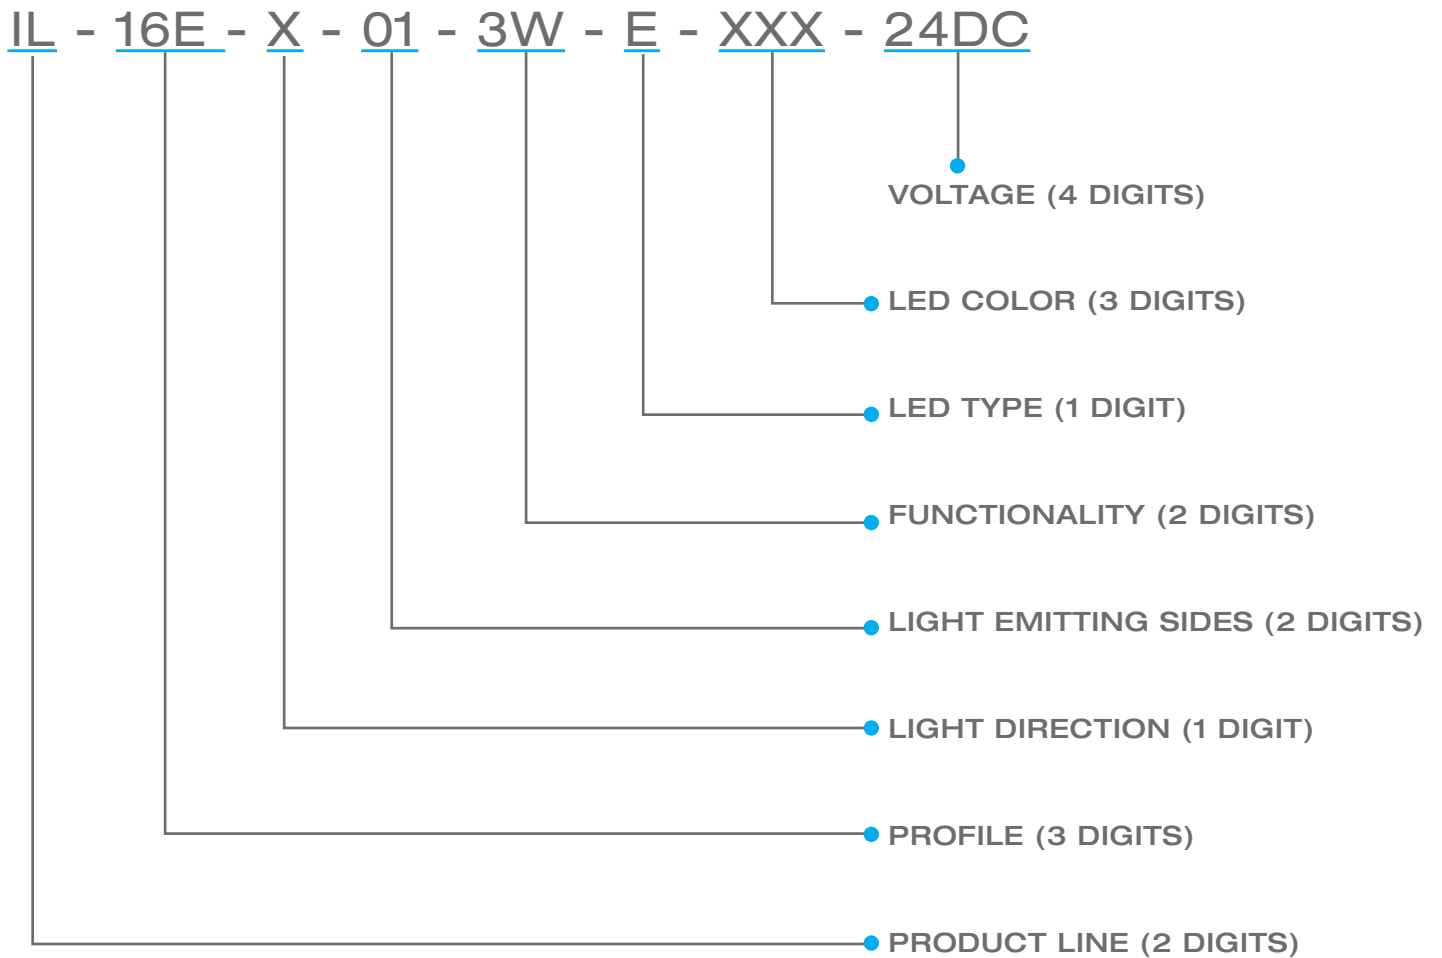 IL - 16E - X - 01 - 3W - E - XXX - 24DC
VOLTAGE (4 DIGITS)
LED COLOR (3 DIGITS)
LED TYPE (1 DIGIT)
FUNCTIONALITY (2 DIGITS)
LIGHT EMITTING SIDES (2 DIGITS)
LIGHT DIRECTION (1 DIGIT)
PROFILE (3 DIGITS)
PRODUCT LINE (2 DIGITS)